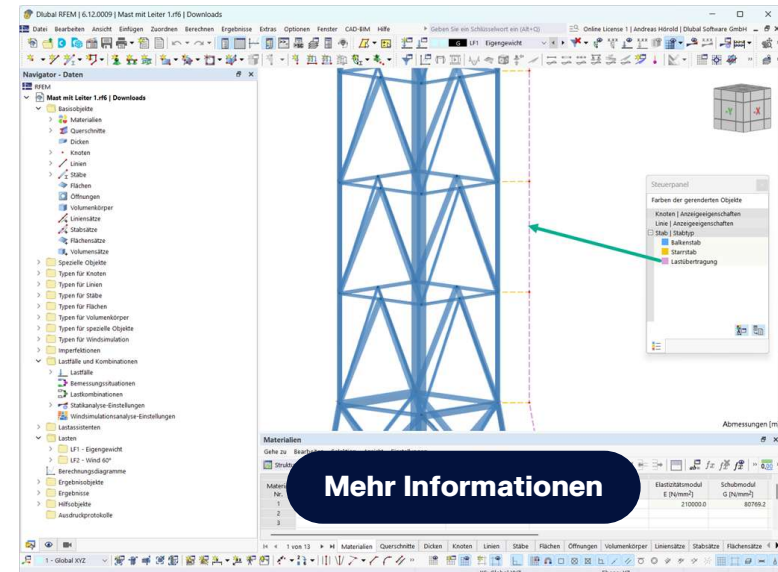 Dlubal RFEM | 6.12.0009 | Mast mit Leiter 1.rf6 | Downloads
Datei Bearbeiten Ansicht Einfügen Zuordnen Berechnen Ergebnisse Extras Optionen Fenster CAD-BIM Hilfe Geben Sie ein Schlüsselwort ein (Alt+Q) Online License 1 | Andreas Hörold | Dlubal Software GmbH
G LF1 Eigengewicht
Navigator - Daten
RFEM
Mast mit Leiter 1.rf6 | Downloads
Basisobjekte
Materialien
Querschnitte
Dicken
Knoten
Linien
Stäbe
Flächen
Öffnungen
Volumenkörper
Liniensätze
Stabsätze
Flächensätze
Volumensätze
Spezielle Objekte
Typen für Knoten
Typen für Linien
Typen für Stäbe
Typen für Flächen
Typen für Volumenkörper
Typen für spezielle Objekte
Typen für Windsimulation
Imperfektionen
Lastfälle und Kombinationen
Lastfälle
Bemessungssituationen
Lastkombinationen
Statikanalyse-Einstellungen
Windsimulationsanalyse-Einstellungen
Lastassistenten
Lasten
LF1 - Eigengewicht
LF2 - Wind 60°
Berechnungsdiagramme
Ergebnisobjekte
Ergebnisse
Hilfsobjekte
Ausdruckprotokolle
-Y -X
Steuerpanel
Farben der gerenderten Objekte
Knoten | Anzeigeeigenschaften
Linie | Anzeigeeigenschaften
Stab | Stabtyp
Balkenstab
Starrstab
Lastübertragung
Abmessungen [m
Materialien
Gehe zu
Elastizitätsmodul Schubmodul
Nr. E [N/mm²] G [N/mm²]
1 210000.0 80769.2
2
3
Mehr Informationen
1 von 13 Materialien Querschnitte Dicken Knoten Linien Stäbe Flächen Öffnungen Volumenkörper Liniensätze Stabsätze Flächensätze
1 - Global XYZ